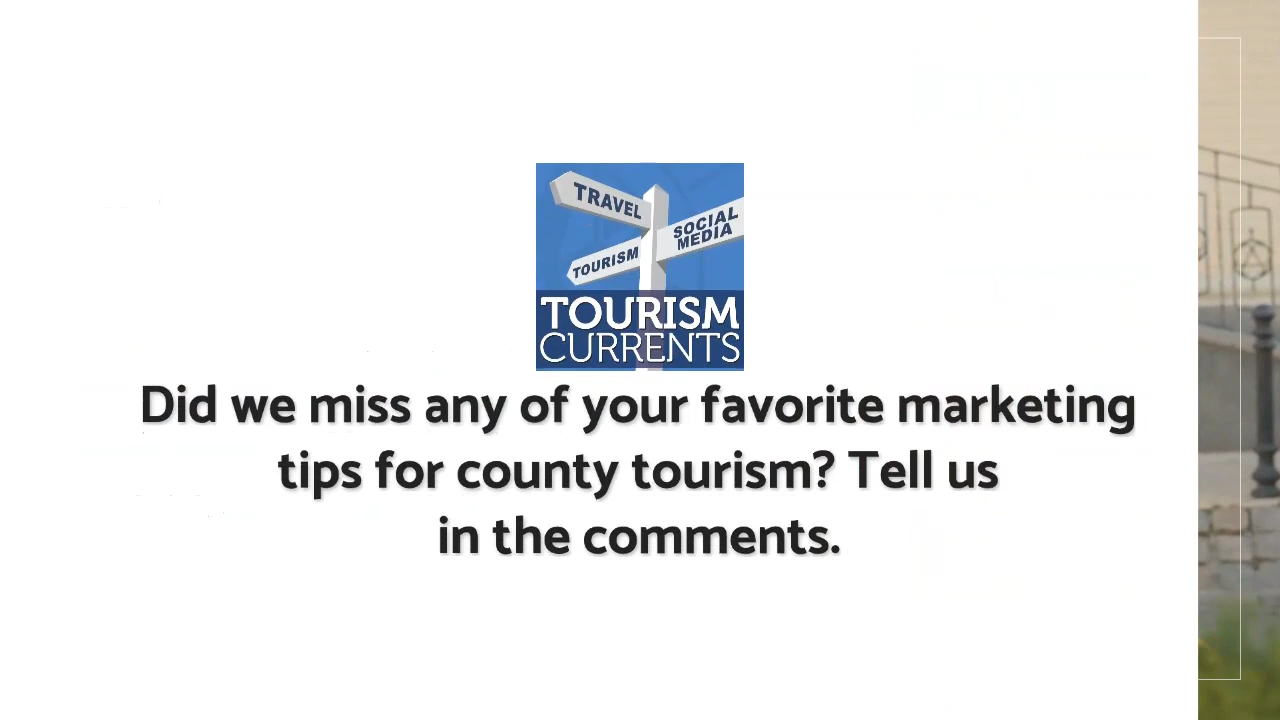 TRAVEL
SOCIAL
MEDIA
TOURISM
TOURISM
CURRENTS
Did we miss any of your favorite marketing
tips for county tourism? Tell us
in the comments.